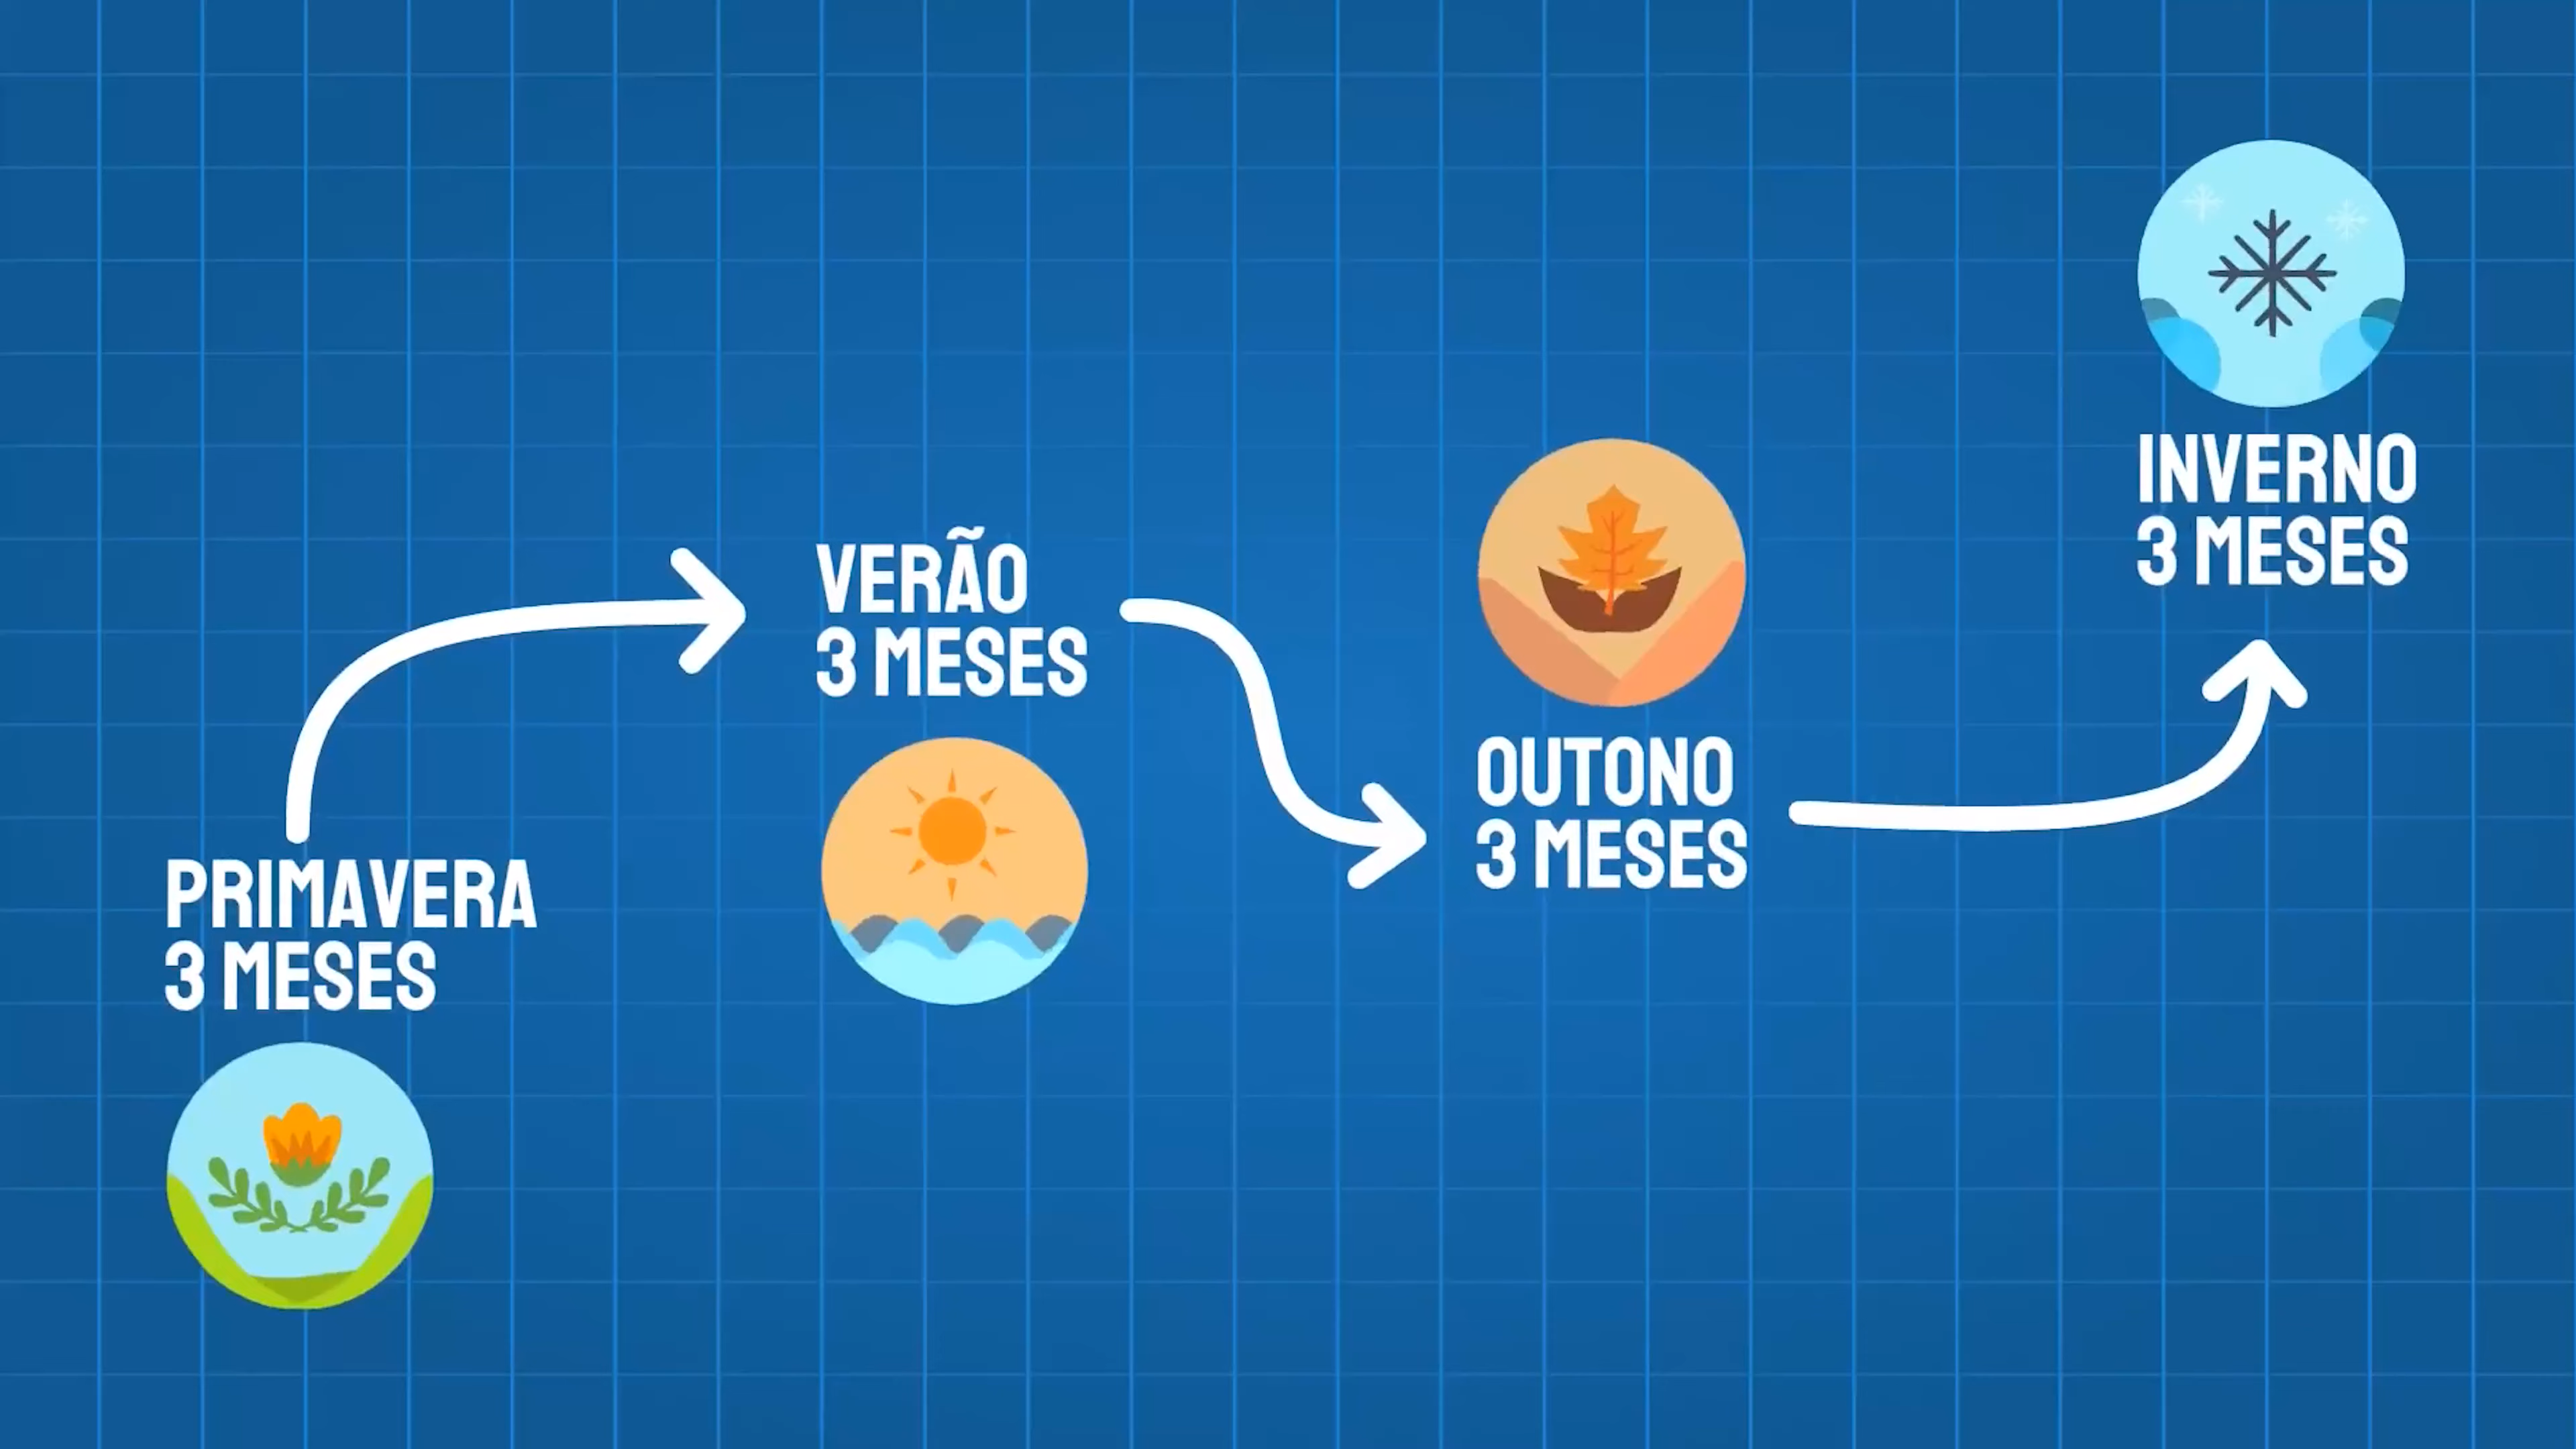 PRIMAVERA
3 MESES
VERÃO
3 MESES
OUTONO
3 MESES
INVERNO
3 MESES